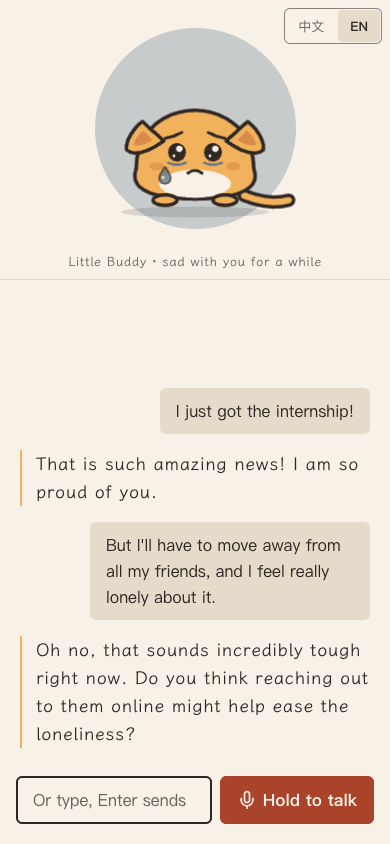 中文 EN
Little Buddy • sad with you for a while
I just got the internship!
That is such amazing news! I am so
proud of you.
But I'll have to move away from
all my friends, and I feel really
lonely about it.
Oh no, that sounds incredibly tough
right now. Do you think reaching out
to them online might help ease the
loneliness?
Or type, Enter sends
Hold to talk